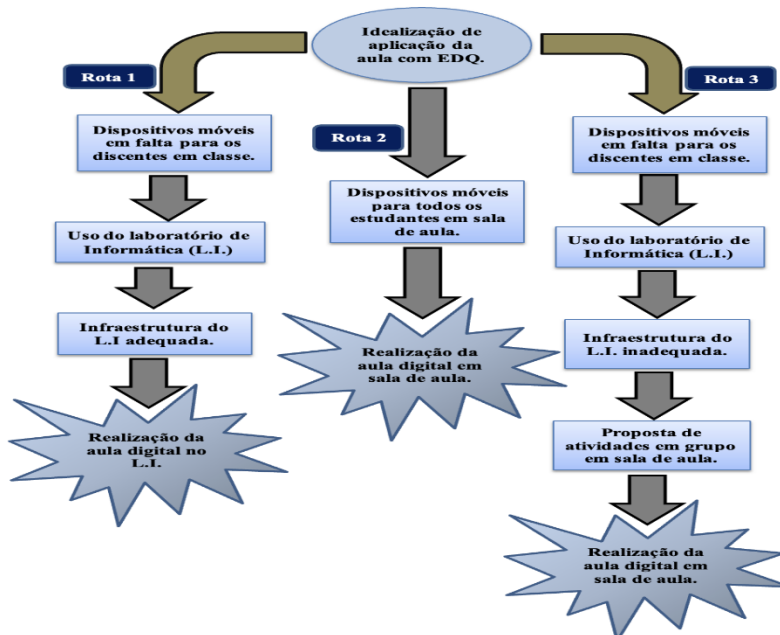 Idealização de
aplicação da
aula com EDQ.
Rota 1
Dispositivos móveis
em falta para os
discentes em classe.
Uso do laboratório de
Informática (L.I.)
Infraestrutura do
L.I adequada.
Realização da
aula digital no
L.I.
Rota 2
Dispositivos móveis
para todos os
estudantes em sala
de aula.
Realização da
aula digital em
sala de aula.
Rota 3
Dispositivos móveis
em falta para os
discentes em classe.
Uso do laboratório de
Informática (L.I.)
Infraestrutura do
L.I. inadequada.
Proposta de
atividades em grupo
em sala de aula.
Realização da
aula digital em
sala de aula.